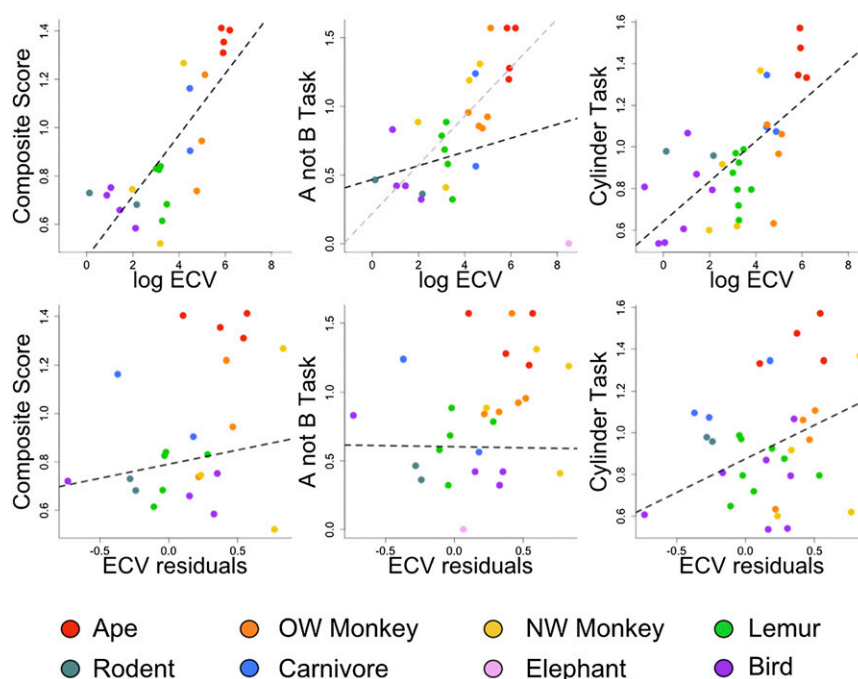 Composite Score
0.6 0.8 1.0 1.2 1.4
0 2 4 6 8
log ECV
A not B Task
0.0 0.5 1.0 1.5
0 2 4 6 8
log ECV
Cylinder Task
0.6 0.8 1.0 1.2 1.4 1.6
0 2 4 6 8
log ECV
Composite Score
0.6 0.8 1.0 1.2 1.4
-0.5 0.0 0.5
ECV residuals
A not B Task
0.0 0.5 1.0 1.5
-0.5 0.0 0.5
ECV residuals
Cylinder Task
0.6 0.8 1.0 1.2 1.4 1.6
-0.5 0.0 0.5
ECV residuals
Ape OW Monkey NW Monkey Lemur
Rodent Carnivore Elephant Bird